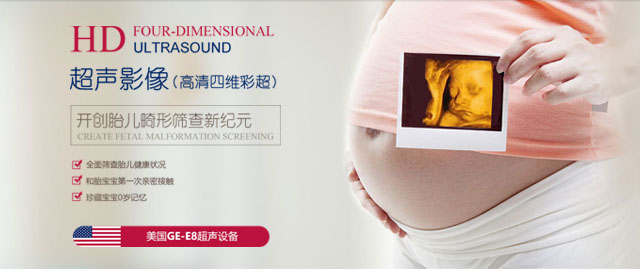 HD FOUR-DIMENSIONAL
ULTRASOUND
超声影像(高清四维彩超)
开创胎儿畸形筛查新纪元
CREATE FETAL MALFORMATION SCREENING
全面筛查胎儿健康状况
和胎宝宝第一次亲密接触
珍藏宝宝0岁记忆
美国GE-E8超声设备